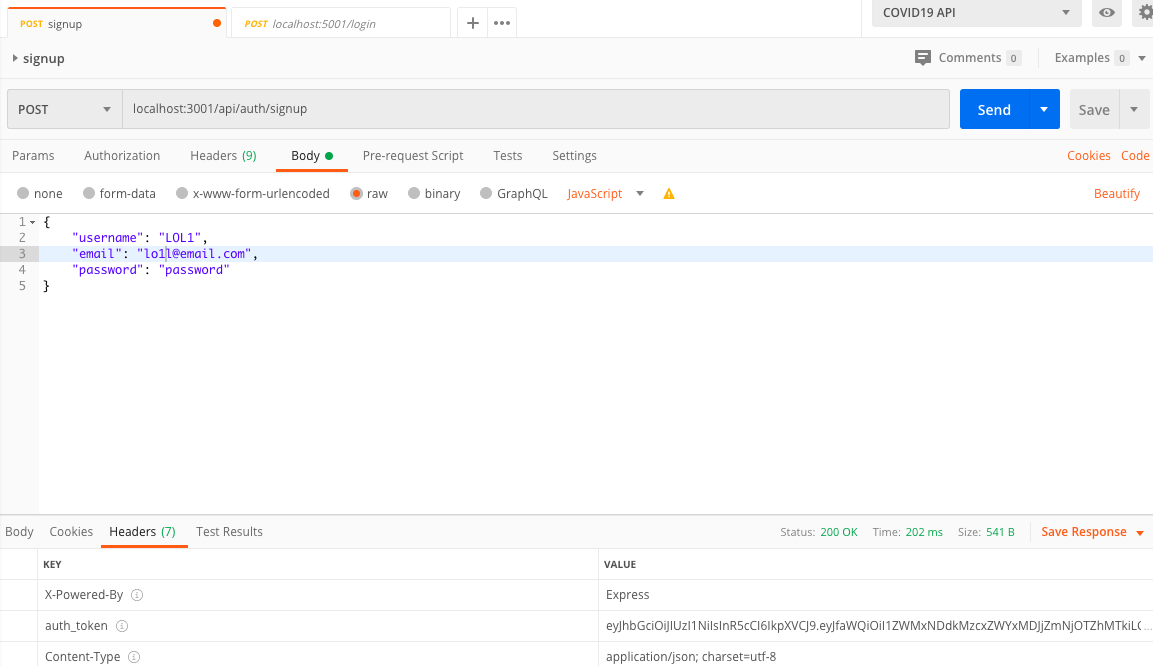 POST signup
POST localhost:5001/login
COVID19 API
signup
Comments 0
Examples 0
POST
localhost:3001/api/auth/signup
Send
Save
Params Authorization Headers (9) Body Pre-request Script Tests Settings Cookies Code
none form-data x-www-form-urlencoded raw binary GraphQL JavaScript Beautify
1 {
2 "username": "LOL1",
3 "email": "lo1l@email.com",
4 "password": "password"
5 }
Body Cookies Headers (7) Test Results Status: 200 OK Time: 202 ms Size: 541 B Save Response
KEY VALUE
X-Powered-By Express
auth_token
Content-Type application/json; charset=utf-8